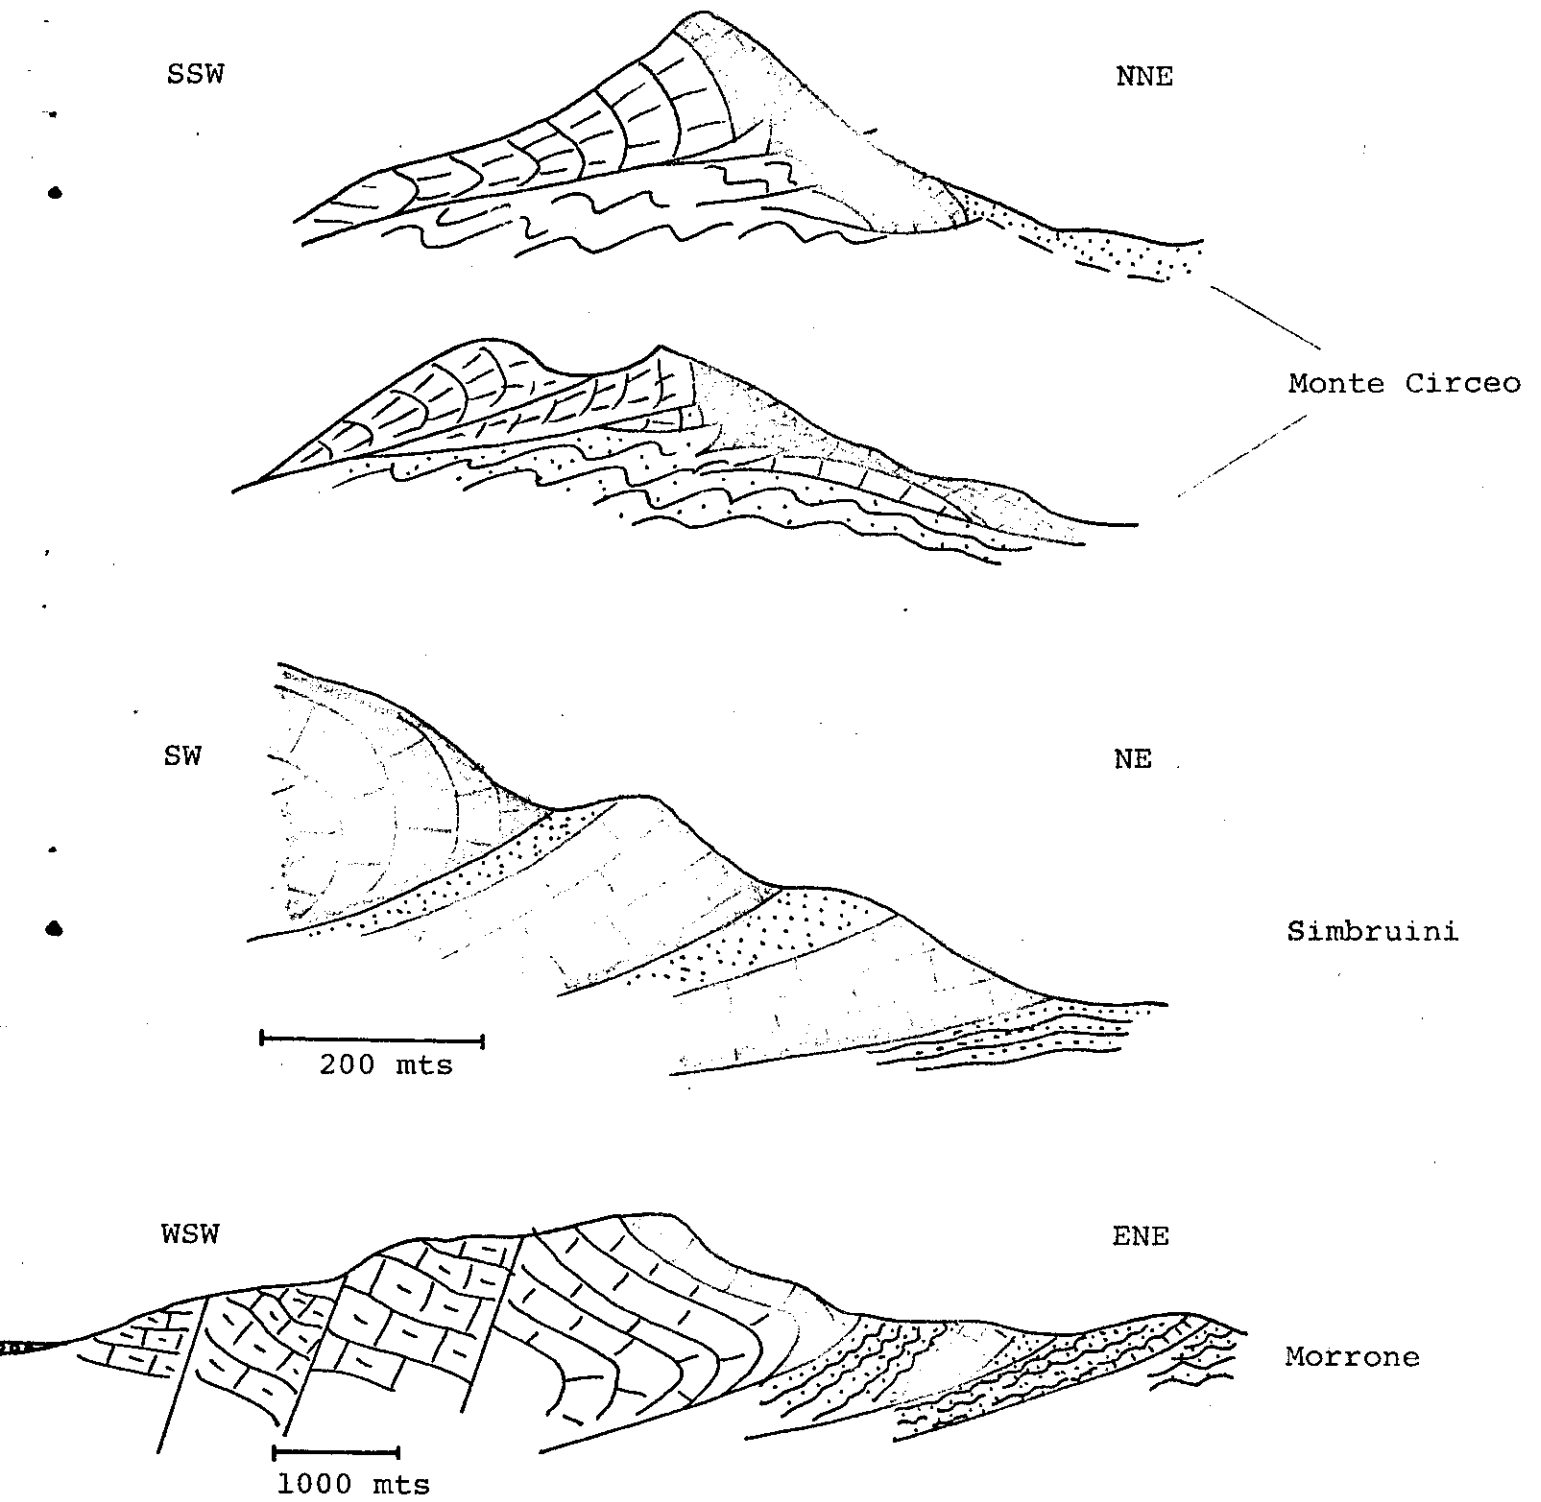 SSW
NNE
Monte Circeo
SW
NE
Simbruini
200 mts
WSW
ENE
Morrone
1000 mts